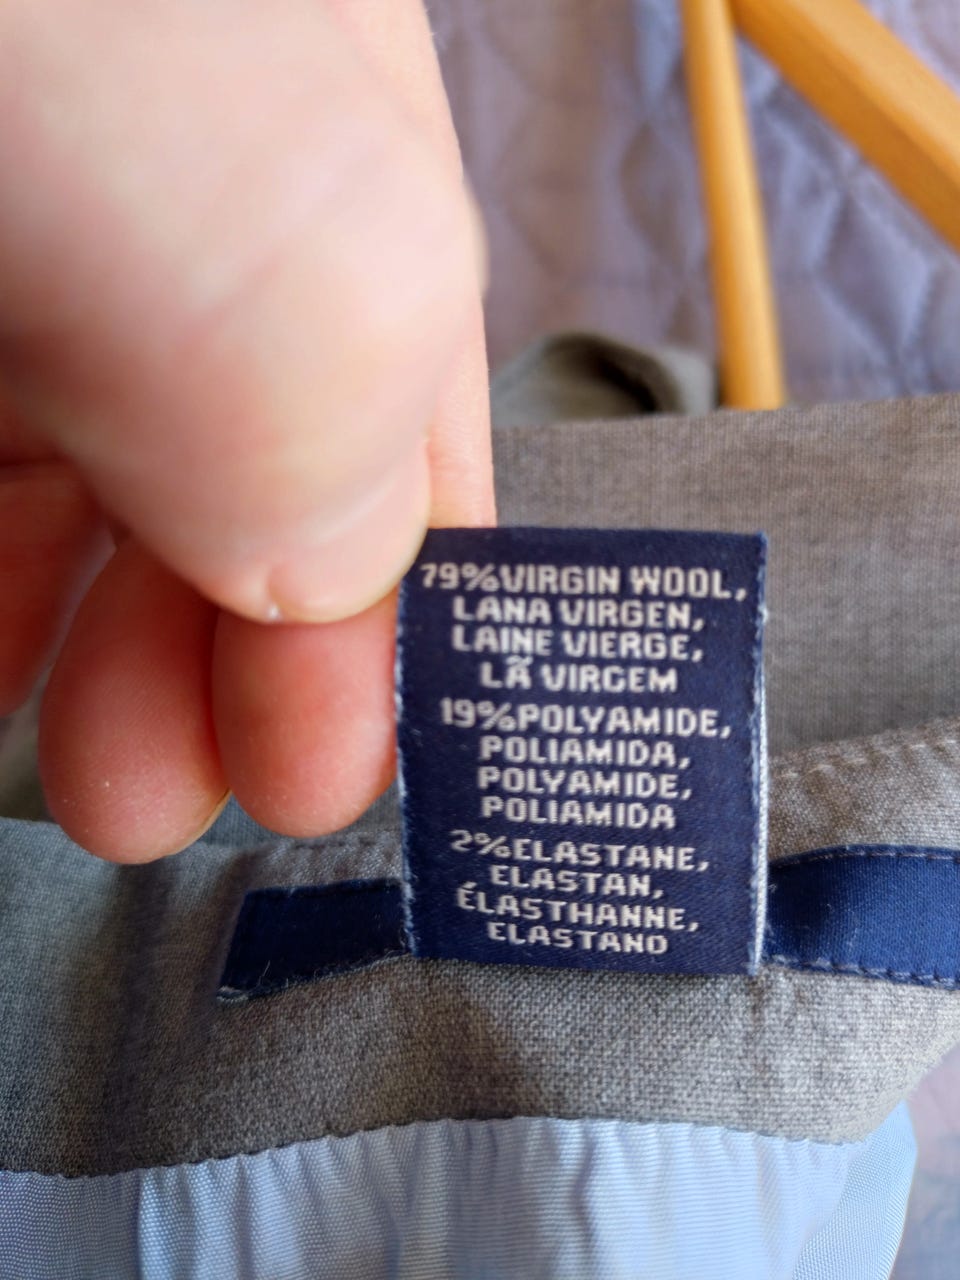 79%VIRGIN WOOL,
LANA VIRGEN,
LAINE VIERGE,
LÃ VIRGEM
19%POLYAMIDE,
POLIAMIDA,
POLYAMIDE,
POLIAMIDA
2%ELASTANE,
ELASTAN,
ÉLASTHANNE,
ELASTANO